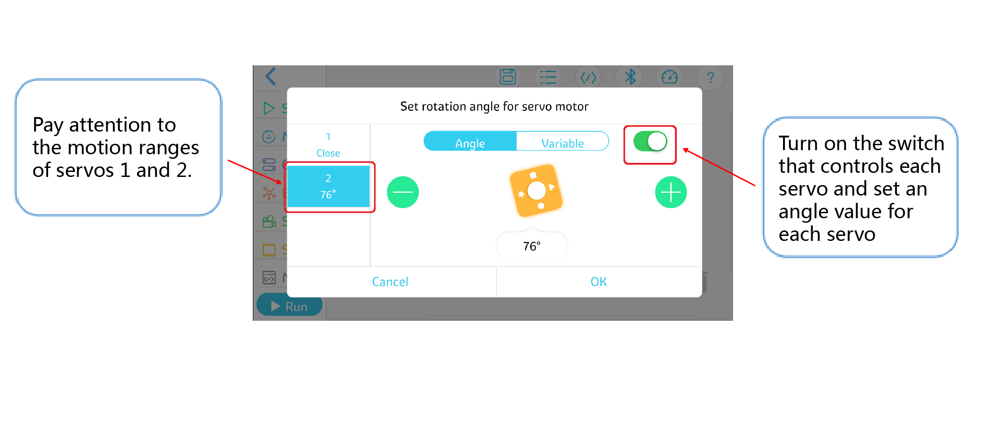 Pay attention to
the motion ranges
of servos 1 and 2.
?
Set rotation angle for servo motor
1
Close
2
76°
Angle
Variable
76°
Cancel
OK
Run
Turn on the switch
that controls each
servo and set an
angle value for
each servo